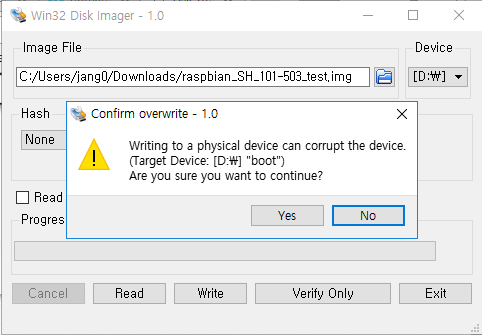 Win32 Disk Imager - 1.0
Image File
Device
C:/Users/jang0/Downloads/raspbian_SH_101-503_test.img
[D:₩]
Hash
None
Confirm overwrite - 1.0
Writing to a physical device can corrupt the device.
(Target Device: [D:₩] "boot")
Are you sure you want to continue?
Yes
No
Read
Progres
Cancel
Read
Write
Verify Only
Exit